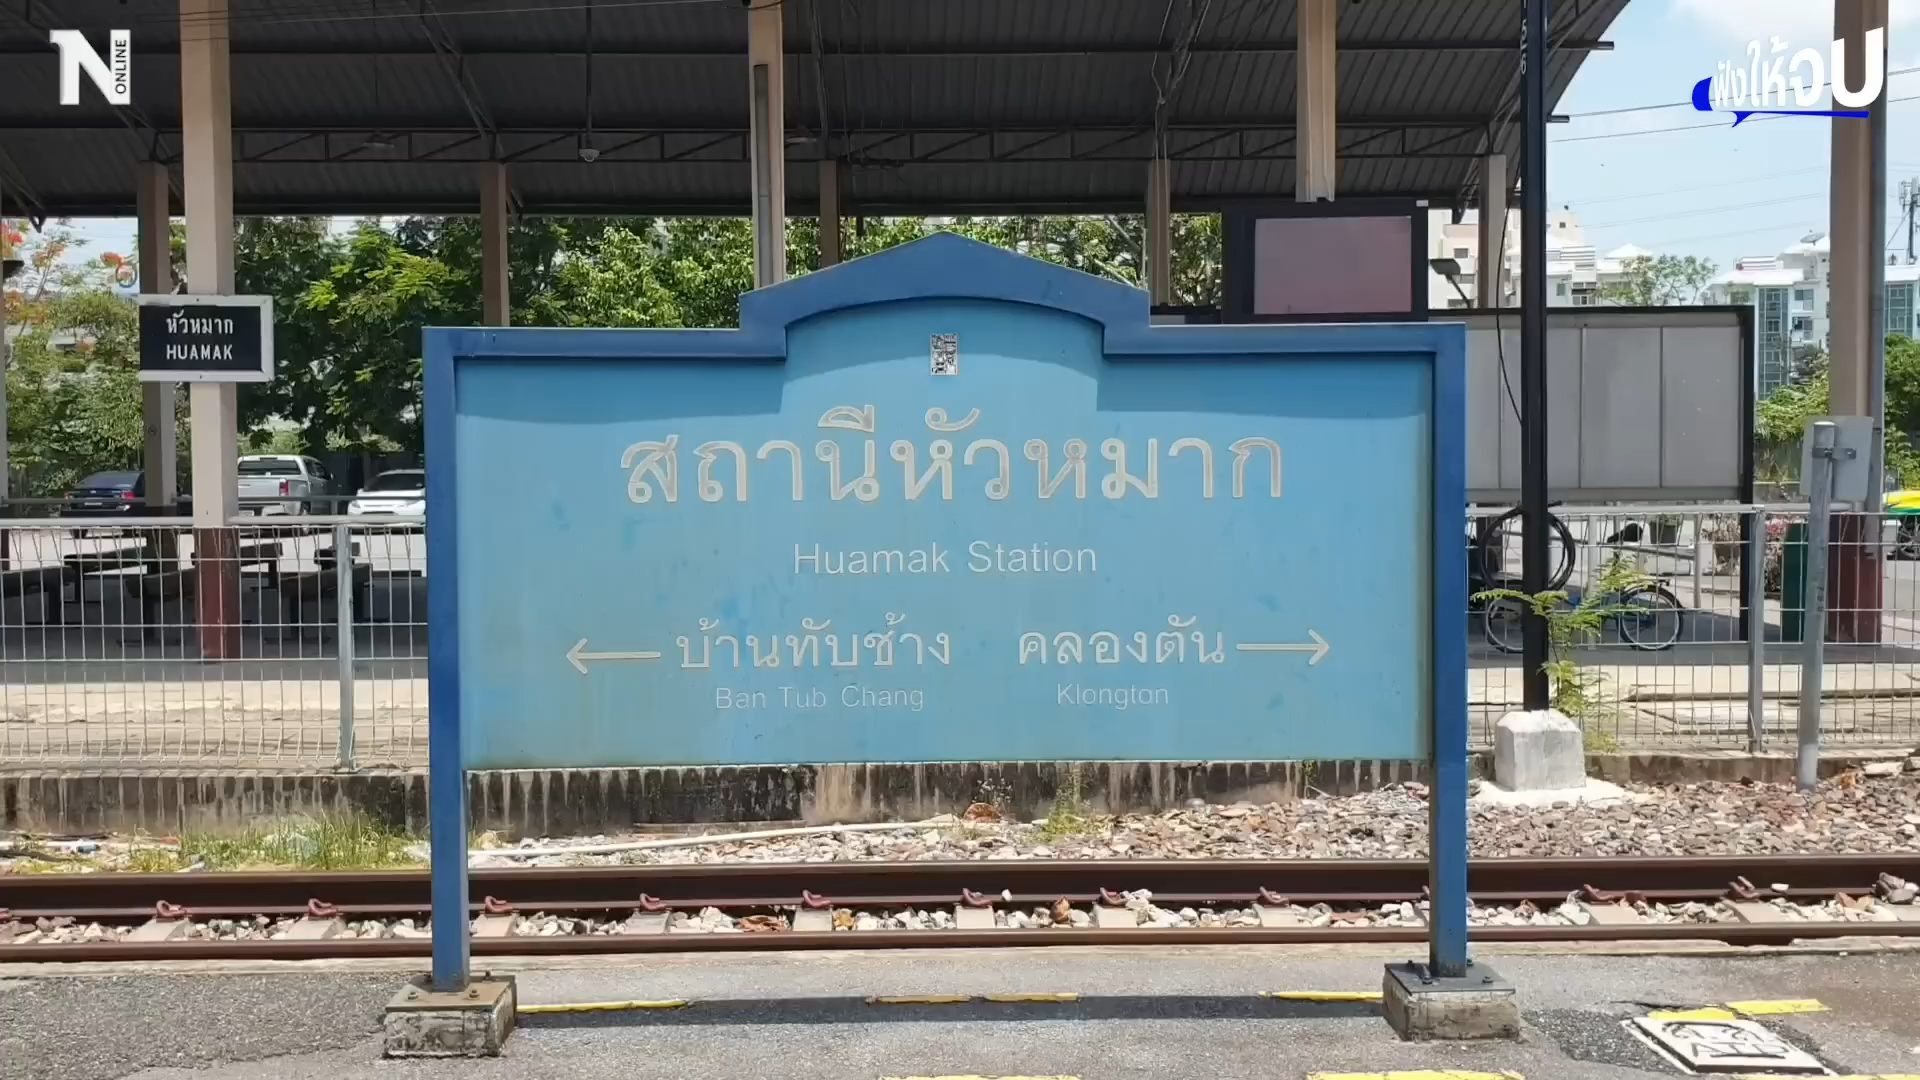 N ONLINE
ฟังให้จบ
หัวหมาก
HUAMAK
สถานีหัวหมาก
Huamak Station
← บ้านทับช้าง คลองตัน →
Ban Tub Chang Klongton